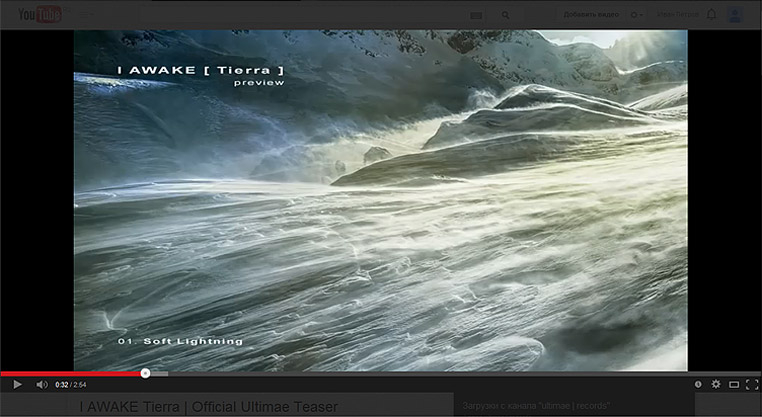 YouTube
Добавить видео
I AWAKE [ Tierra ]
preview
01. Soft Lightning
0:32 / 2:54
I AWAKE Tierra | Official Ultimae Teaser
Загрузки с канала "ultimae | records"